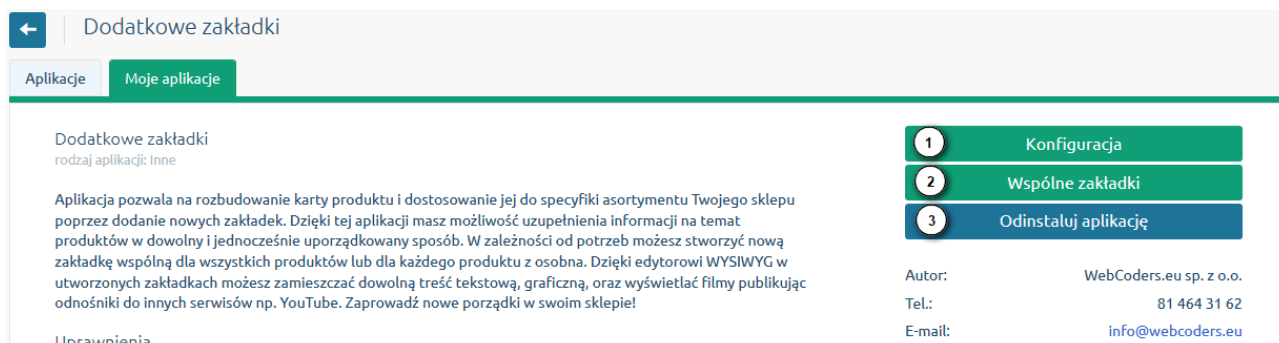 Dodatkowe zakładki
Aplikacje
Moje aplikacje
Dodatkowe zakładki
rodzaj aplikacji: Inne
Aplikacja pozwala na rozbudowanie karty produktu i dostosowanie jej do specyfiki asortymentu Twojego sklepu
poprzez dodanie nowych zakładek. Dzięki tej aplikacji masz możliwość uzupełnienia informacji na temat
produktów w dowolny i jednocześnie uporządkowany sposób. W zależności od potrzeb możesz stworzyć nową
zakładkę wspólną dla wszystkich produktów lub dla każdego produktu z osobna. Dzięki edytorowi WYSIWYG w
utworzonych zakładkach możesz zamieszczać dowolną treść tekstową, graficzną, oraz wyświetlać filmy publikując
odnośniki do innych serwisów np. YouTube. Zaprowadź nowe porządki w swoim sklepie!
Uprawnienia
1 Konfiguracja
2 Wspólne zakładki
3 Odinstaluj aplikację
Autor: WebCoders.eu sp. z o.o.
Tel.: 81 464 31 62
E-mail: info@webcoders.eu